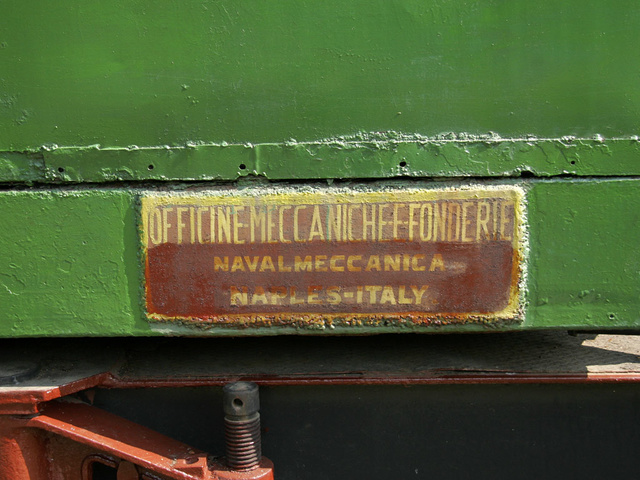 OFFICINE MECCANICHE E FONDERIE
NAVALMECCANICA
NAPLES-ITALY